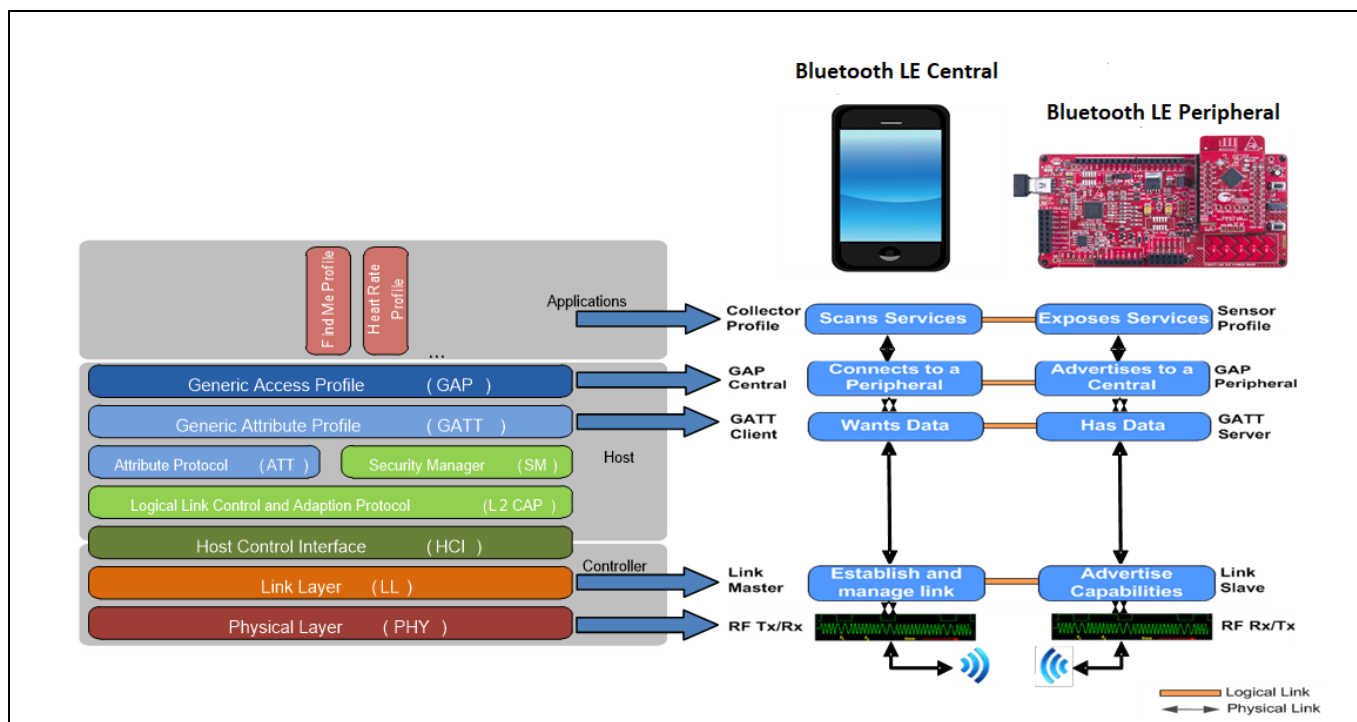 Bluetooth LE Central
Bluetooth LE Peripheral
Find Me Profile
Heart Rate
Profile
...
Applications
Generic Access Profile ( GAP )
Generic Attribute Profile ( GATT )
Attribute Protocol ( ATT )
Security Manager ( SM )
Host
Logical Link Control and Adaption Protocol ( L 2 CAP )
Host Control Interface ( HCI )
Controller
Link Layer ( LL )
Physical Layer ( PHY )
Collector
Profile
Scans Services
Exposes Services
Sensor
Profile
GAP
Central
Connects to a
Peripheral
Advertises to a
Central
GAP
Peripheral
GATT
Client
Wants Data
Has Data
GATT
Server
Link
Master
Establish and
manage link
Advertise
Capabilities
Link
Slave
RF Tx/Rx
RF Rx/Tx
Logical Link
Physical Link